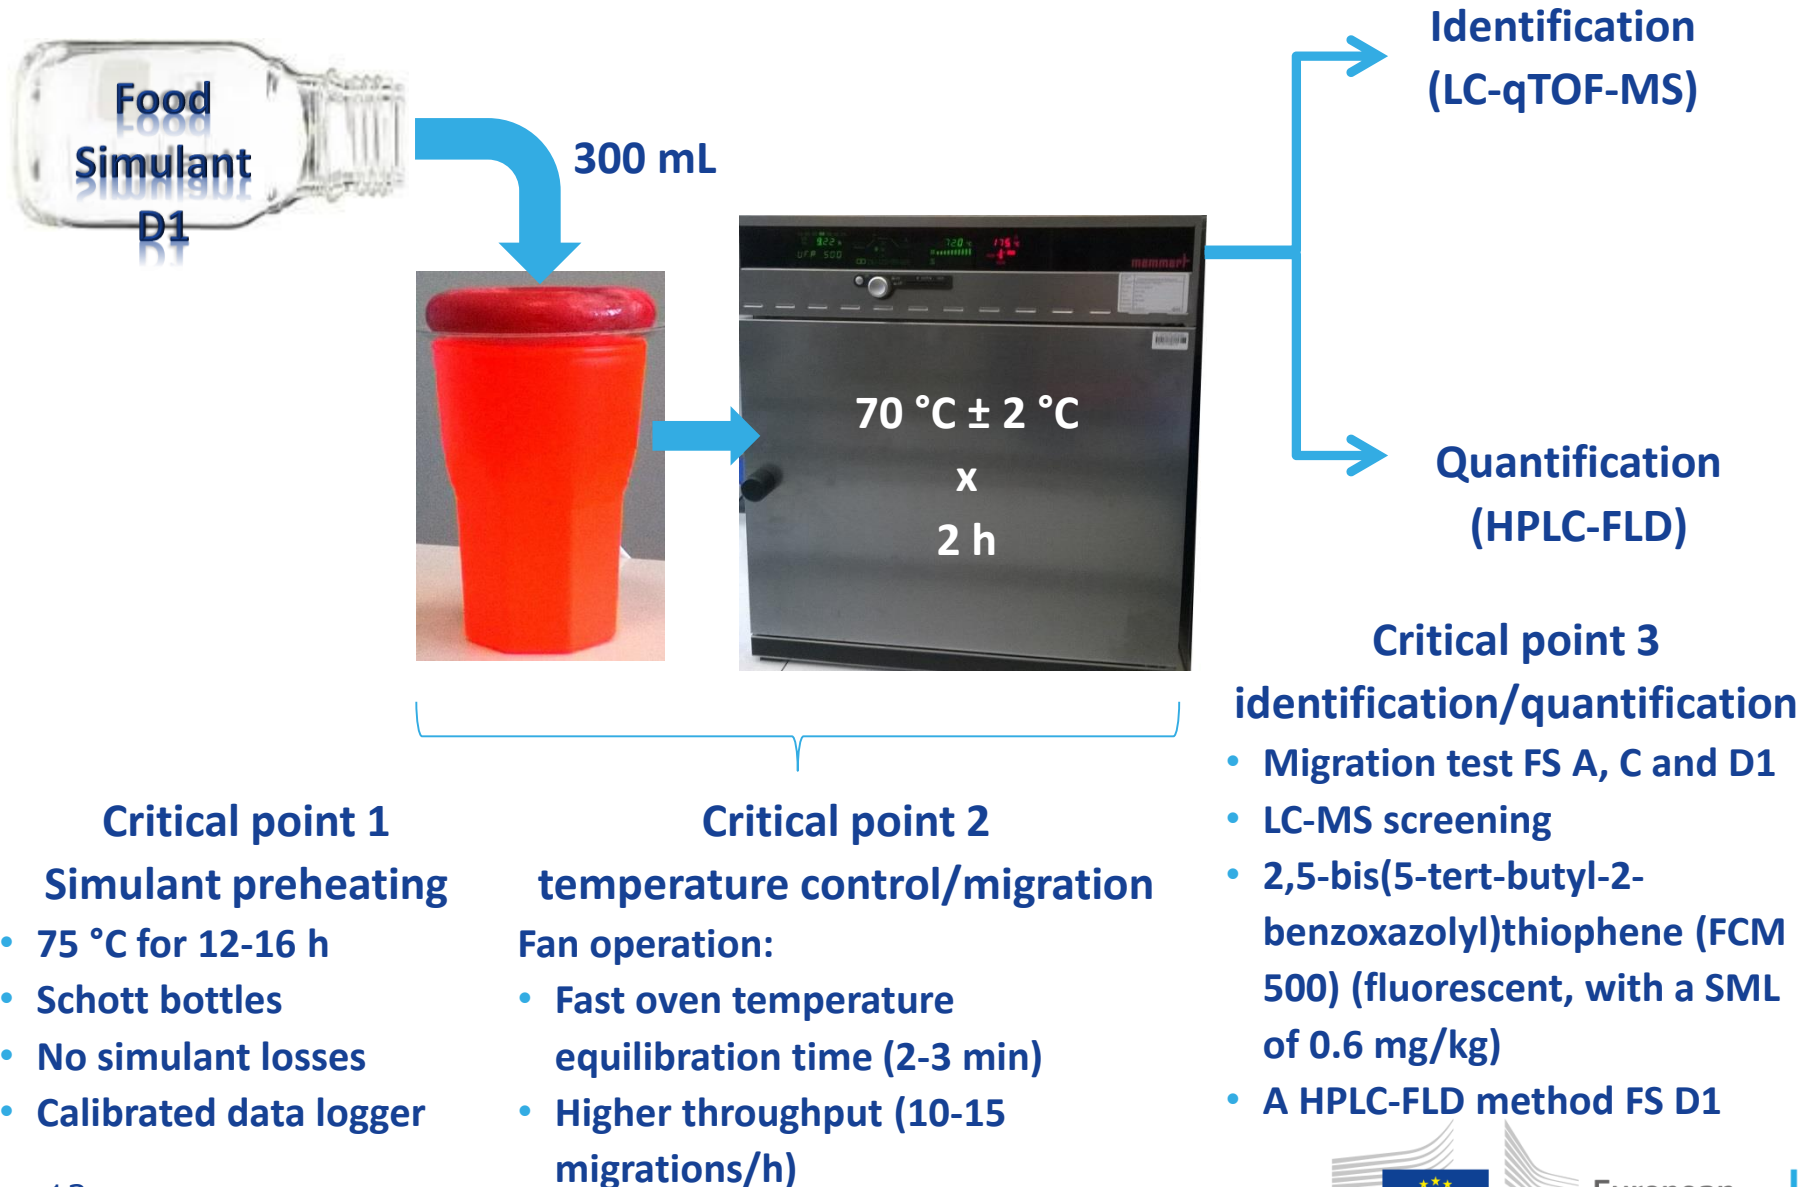 Food
Simulant
D1
300 mL
Identification
(LC-qTOF-MS)
memmert
70 °C ± 2 °C
x
2 h
Quantification
(HPLC-FLD)
Critical point 1
Simulant preheating
• 75 °C for 12-16 h
• Schott bottles
• No simulant losses
• Calibrated data logger
Critical point 2
temperature control/migration
Fan operation:
• Fast oven temperature
equilibration time (2-3 min)
• Higher throughput (10-15
migrations/h)
Critical point 3
identification/quantification
• Migration test FS A, C and D1
• LC-MS screening
• 2,5-bis(5-tert-butyl-2-
benzoxazolyl)thiophene (FCM
500) (fluorescent, with a SML
of 0.6 mg/kg)
• A HPLC-FLD method FS D1